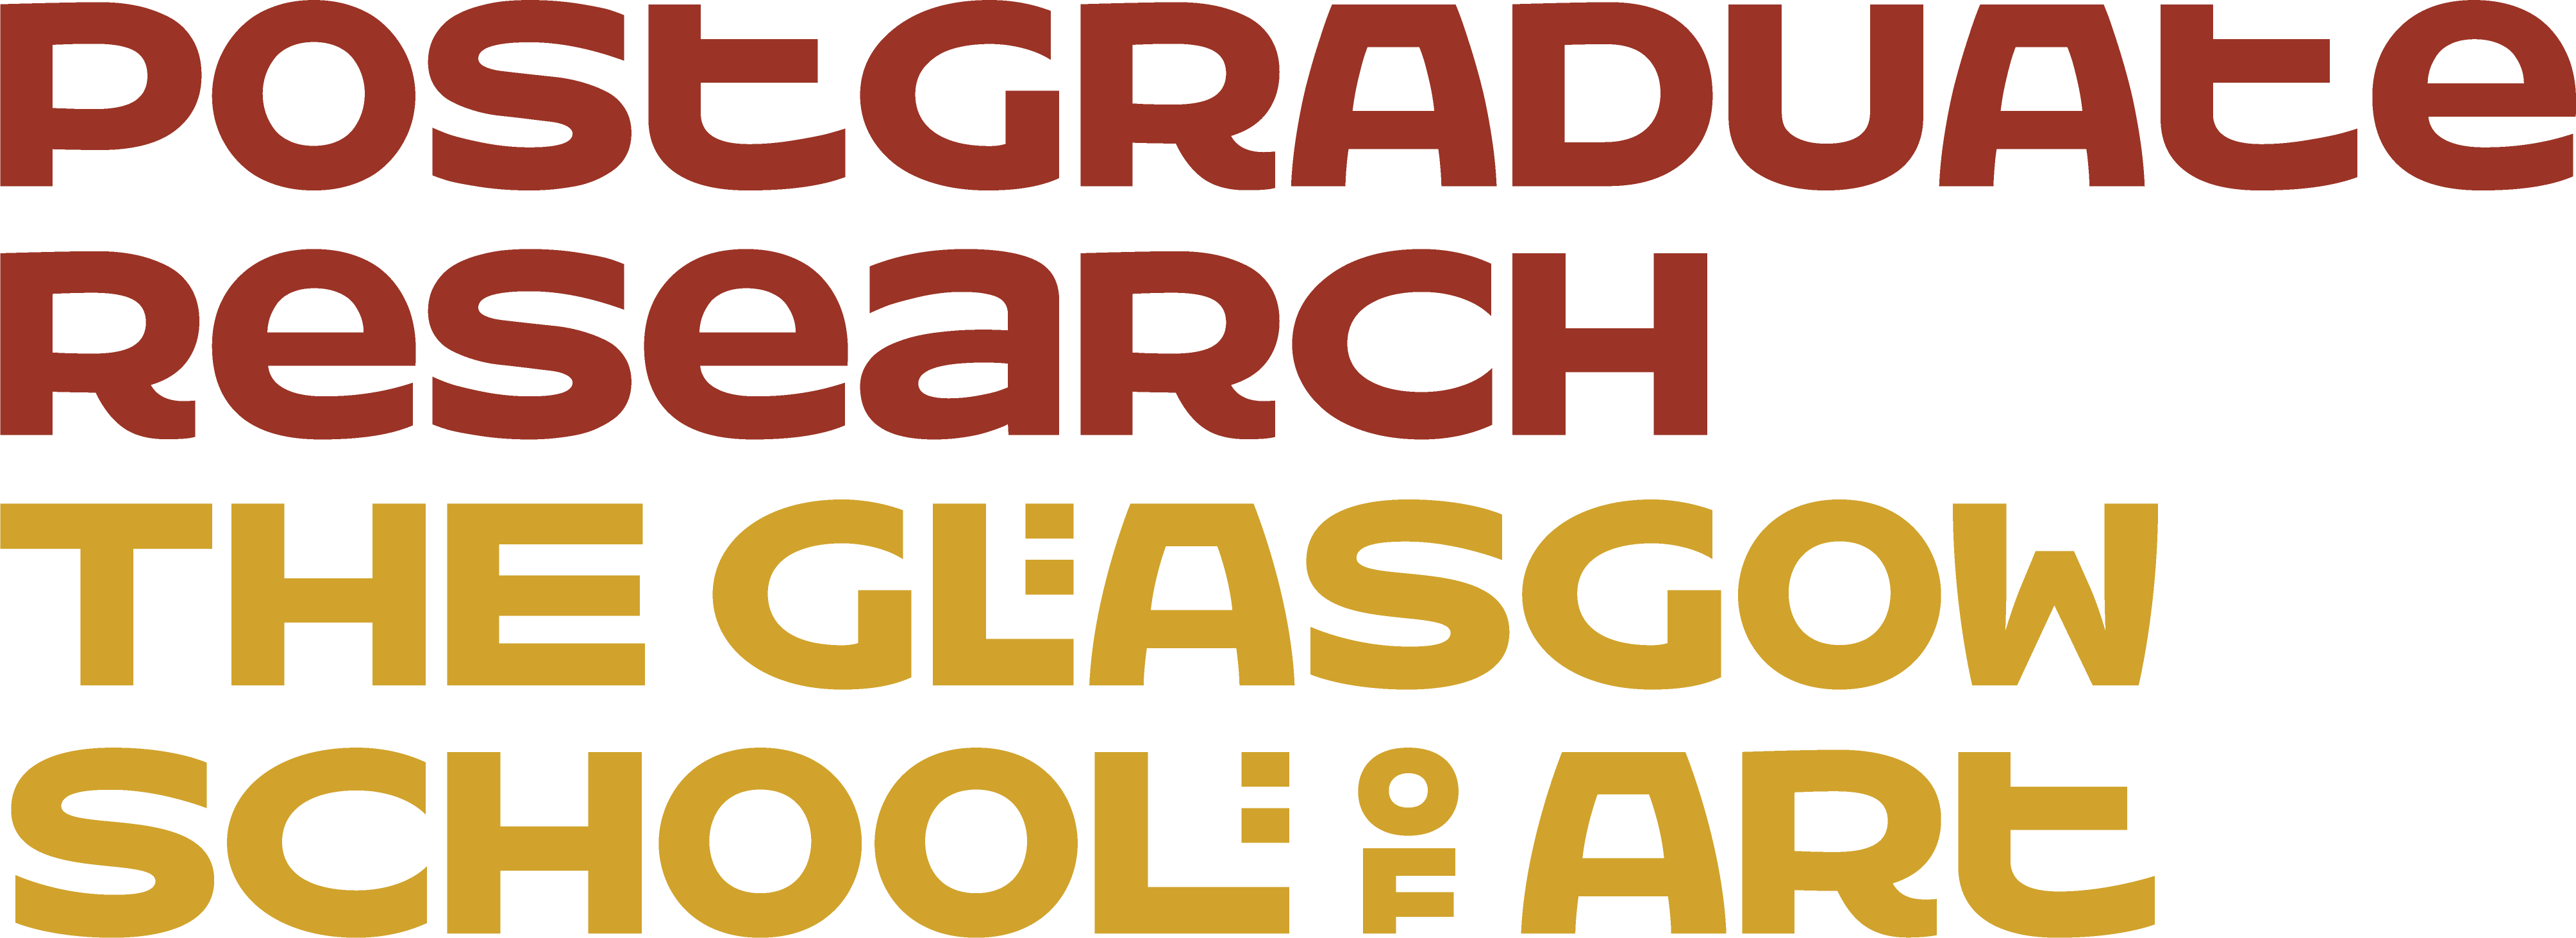 POStGRADUAte
ReSeaRCH
THE GLASGOW
SCHOOL OF ARt